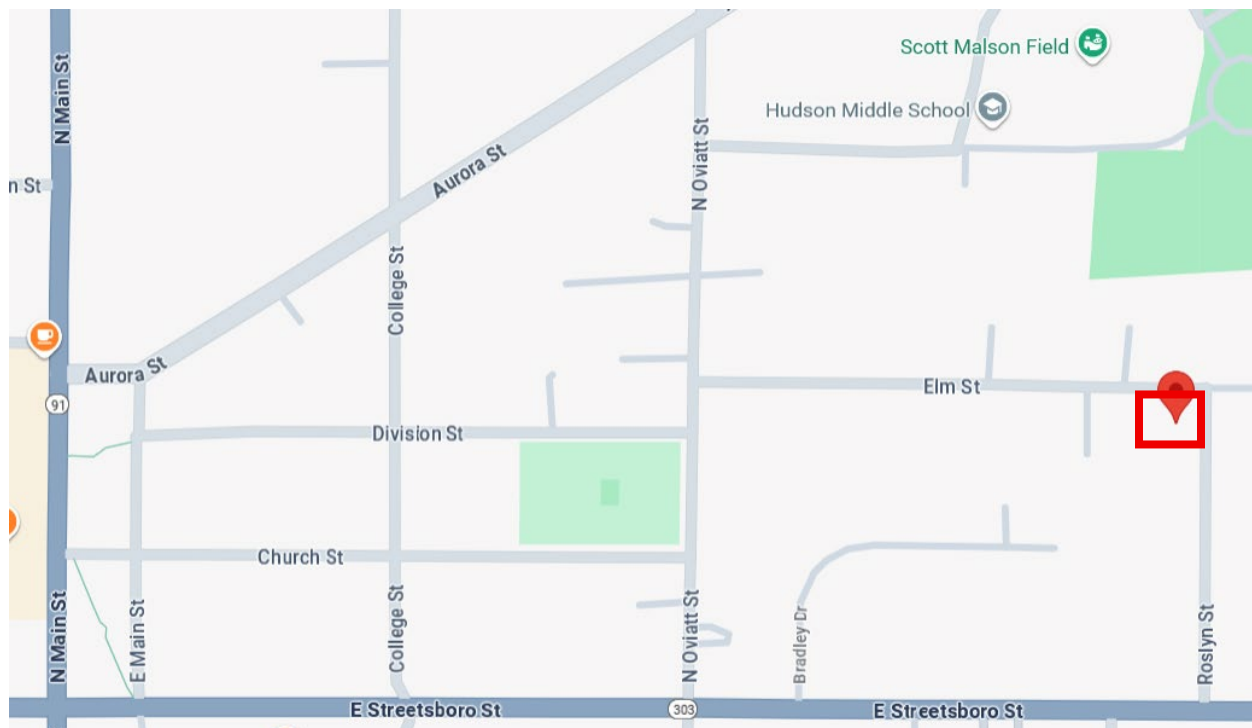 N Main St
Scott Malson Field
Hudson Middle School
n St
Aurora St
N Oviatt St
College St
Aurora St
Elm St
91
Division St
Church St
N Main St
E Main St
College St
N Oviatt St
Bradley Dr
Roslyn St
E Streetsboro St
303
E Streetsboro St